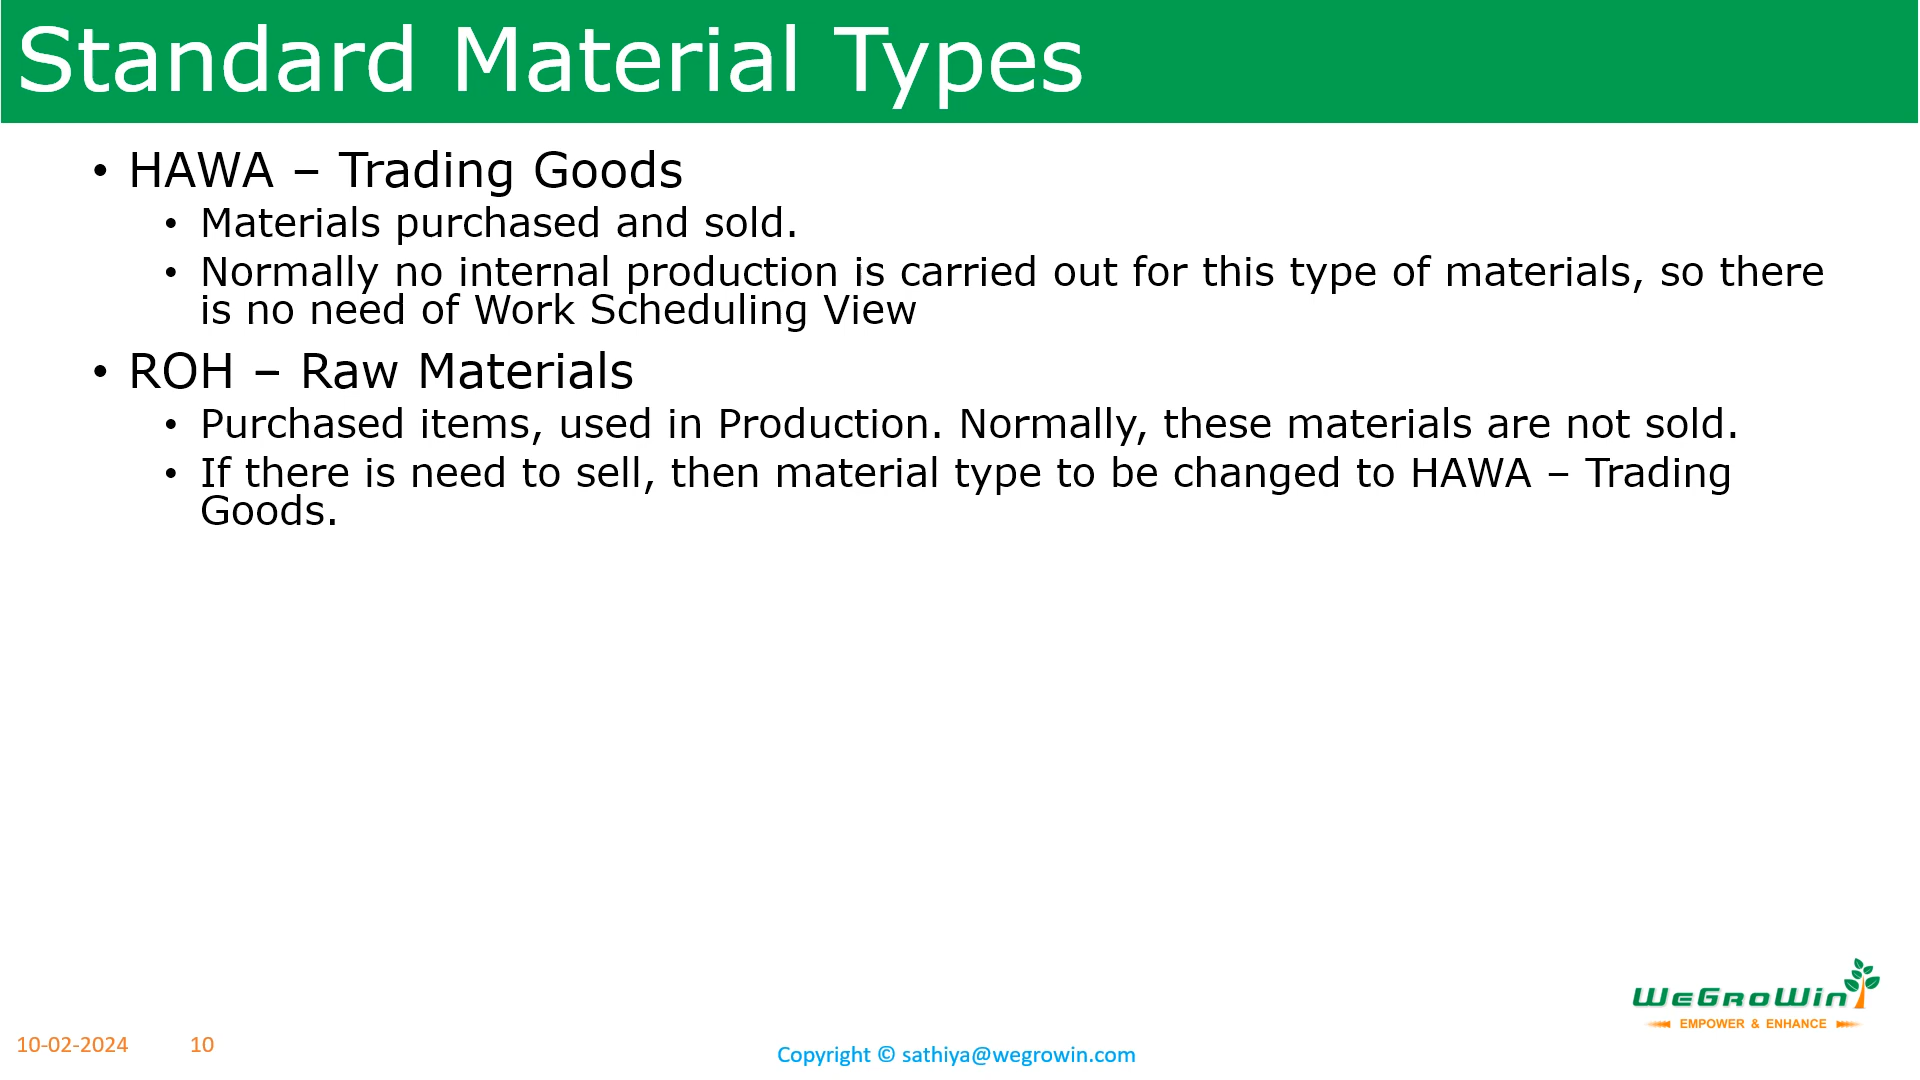 Standard Material Types
• HAWA – Trading Goods
• Materials purchased and sold.
• Normally no internal production is carried out for this type of materials, so there
is no need of Work Scheduling View
• ROH – Raw Materials
• Purchased items, used in Production. Normally, these materials are not sold.
• If there is need to sell, then material type to be changed to HAWA – Trading
Goods.
WeGroWin
EMPOWER & ENHANCE
10-02-2024 10
Copyright © sathiya@wegrowin.com